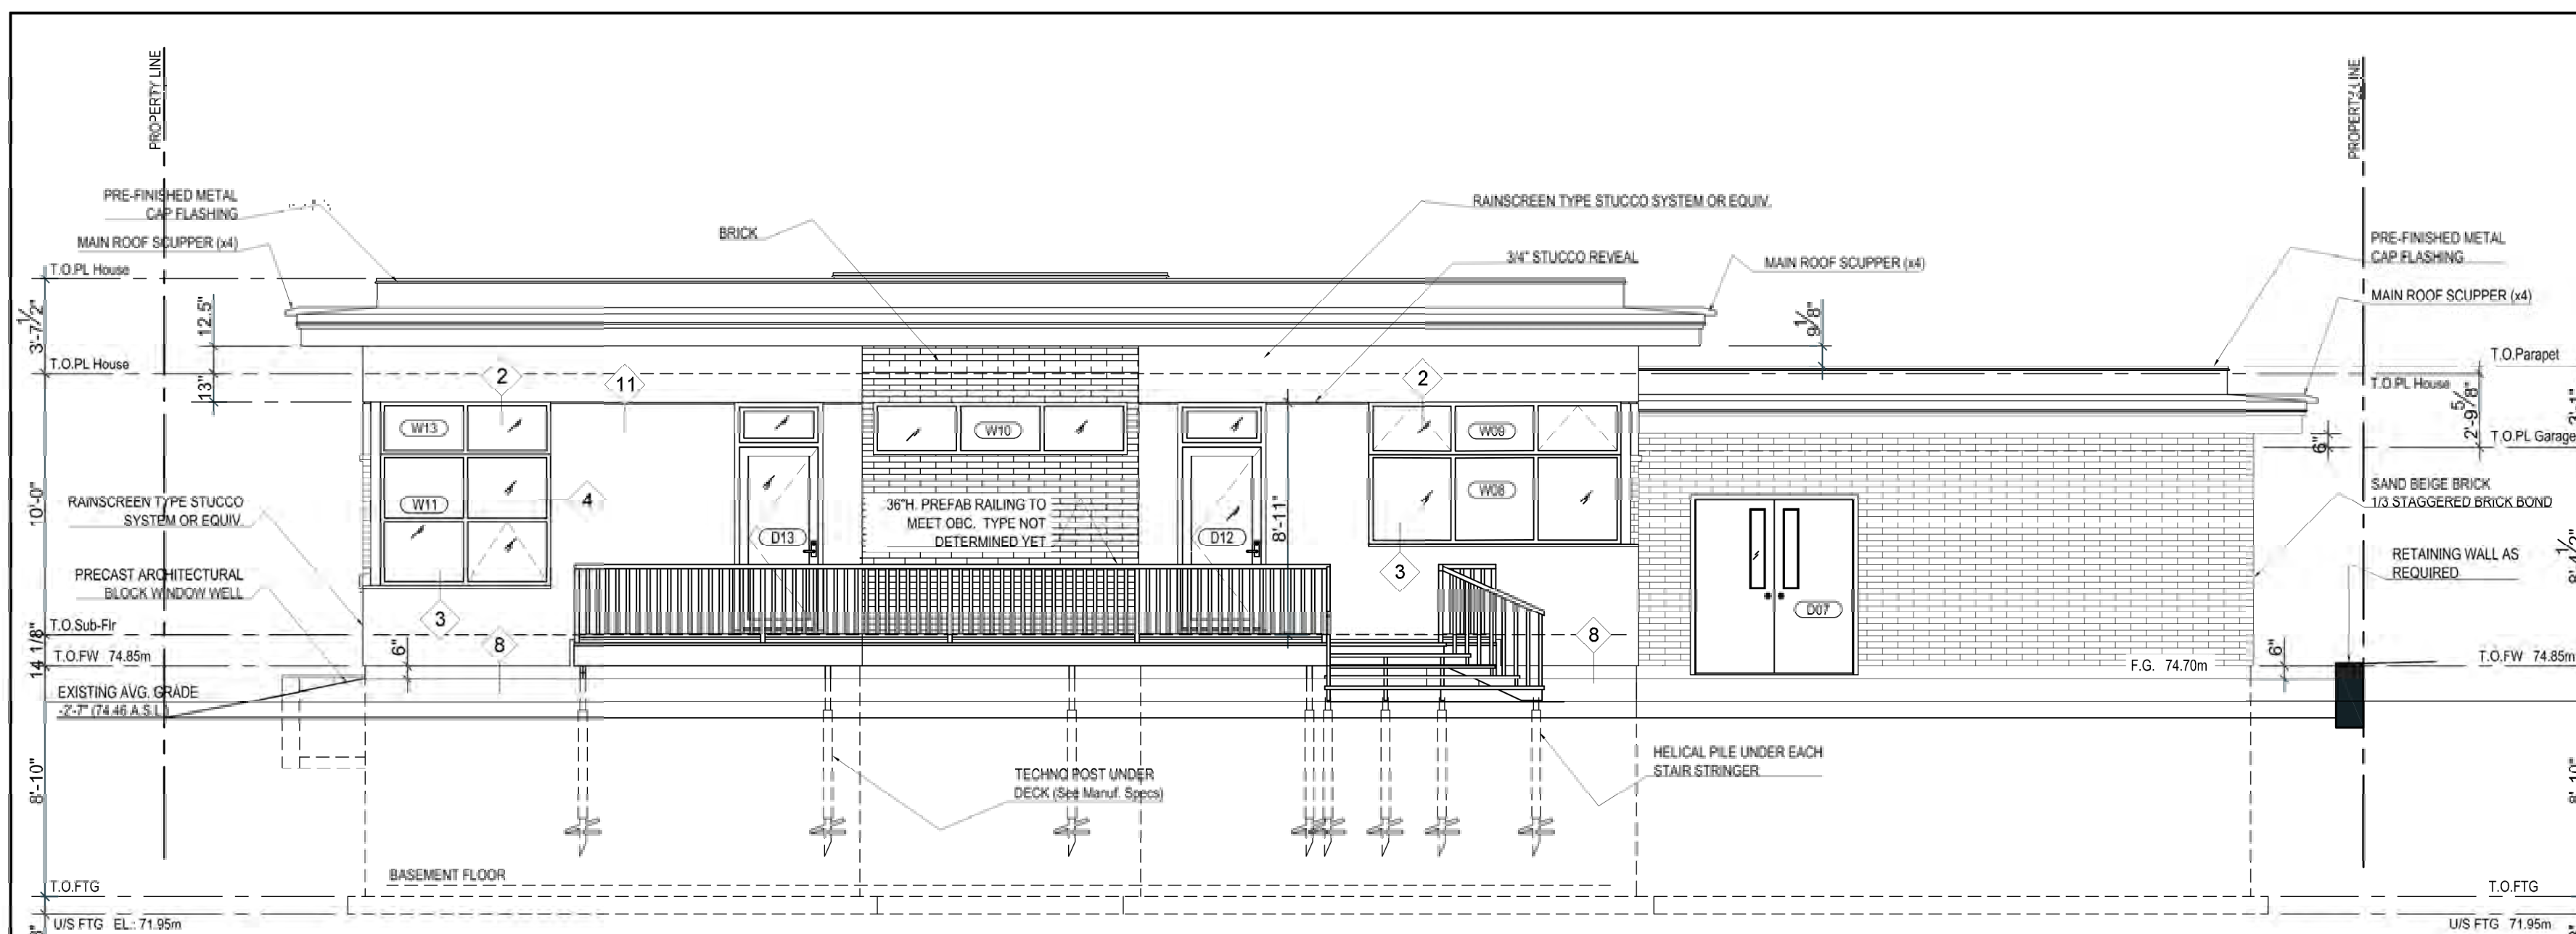 PROPERTY LINE
PROPERTY LINE
PRE-FINISHED METAL
CAP FLASHING
MAIN ROOF SCUPPER (x4)
BRICK
RAINSCREEN TYPE STUCCO SYSTEM OR EQUIV.
3/4" STUCCO REVEAL
MAIN ROOF SCUPPER (x4)
PRE-FINISHED METAL
CAP FLASHING
MAIN ROOF SCUPPER (x4)
T.O.PL House
3'-7 1/2"
12.5"
T.O.PL House
13"
2
11
2
T.O.Parapet
T.O.PL House
T.O.PL Garage
6"
W13
W10
W09
W11
W08
4
10'-0"
RAINSCREEN TYPE STUCCO
SYSTEM OR EQUIV.
36"H. PREFAB RAILING TO
MEET OBC. TYPE NOT
DETERMINED YET
D13
D12
8'-11"
SAND BEIGE BRICK
1/3 STAGGERED BRICK BOND
RETAINING WALL AS
REQUIRED
PRECAST ARCHITECTURAL
BLOCK WINDOW WELL
3
3
D07
T.O.Sub-Flr
8
8
6"
6"
14 1/8"
T.O.FW 74.85m
F.G. 74.70m
T.O.FW 74.85m
EXISTING AVG. GRADE
-2'-7" (74.46 A.S.L.)
8'-10"
TECHNO POST UNDER
DECK (See Manuf. Specs)
HELICAL PILE UNDER EACH
STAIR STRINGER
8'-10"
BASEMENT FLOOR
T.O.FTG
T.O.FTG
U/S FTG EL.: 71.95m
U/S FTG 71.95m